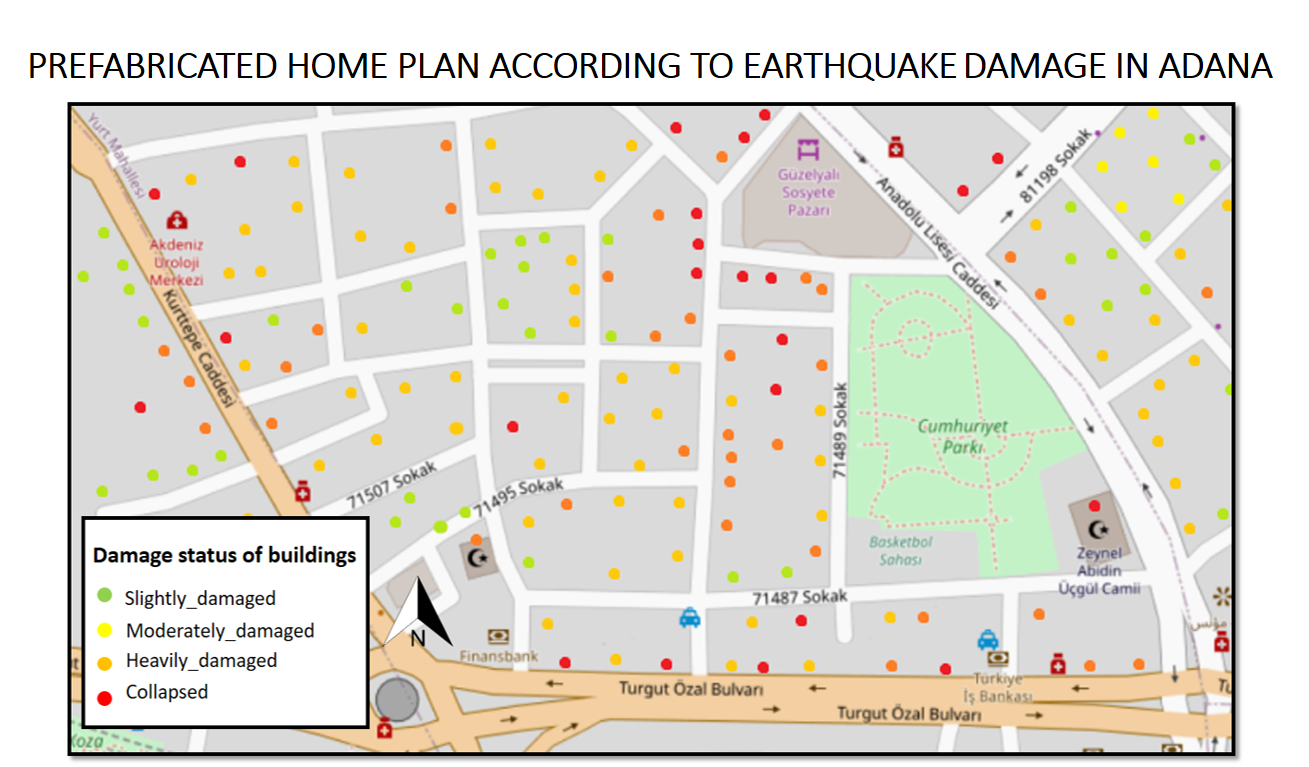 PREFABRICATED HOME PLAN ACCORDING TO EARTHQUAKE DAMAGE IN ADANA
Yurt Mahallesi
Akdeniz
Üroloji
Merkezi
Kurttepe Caddesi
Güzelyalı
Sosyete
Pazarı
Anadolu Lisesi Caddesi
81198 Sokak
71489 Sokak
Cumhuriyet
Parkı
71507 Sokak
71495 Sokak
Basketbol
Sahası
Zeynel
Abidin
Üçgül Camii
71487 Sokak
Finansbank
Türkiye
İş Bankası
مؤنس
Turgut Özal Bulvarı
Turgut Özal Bulvarı
Tu
Koza
Damage status of buildings
Slightly_damaged
Moderately_damaged
Heavily_damaged
Collapsed
N